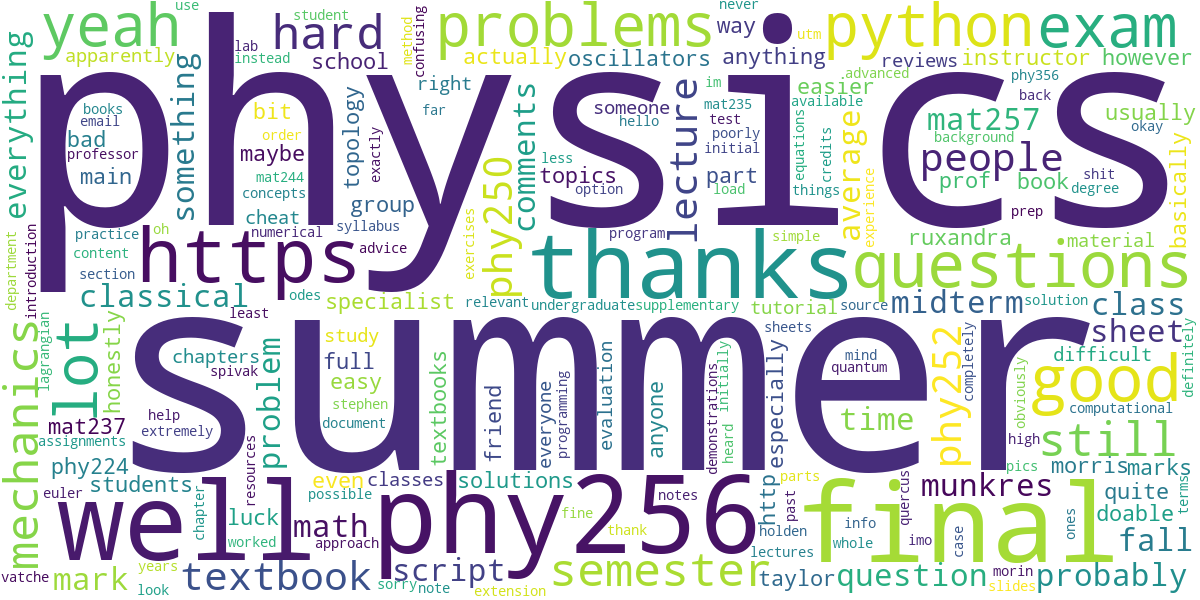 physics
summer
phy256
final
well
thanks
questions
https
yeah
hard
problems
python
exam
good
lot
still
mechanics
textbook
semester
lecture
people
mat257
midterm
classical
script
math
munkres
everything
something
phy250
phy252
comments
average
sheet
class
fall
probably
question
time
mark
problem
topology
group
main
bad
maybe
bit
school
apparently
student
use
lab
instead
method
confusing
actually
oscillators
never
way
anything
utm
reviews
instructor
however
right
far
someone
hello
im
mat235
test
poorly
initial
load
easier
advanced
available
equations
credits
things
phy356
back
background
okay
usually
shit
degree
prof
book
prep
basically
experience
books
email
professor
order
mat244
concepts
exactly
less
option
topics
part
cheat
syllabus
numerical
advice
oh
practice
content
section
department
introduction
exercises
program
simple
ruxandra
material
tutorial
source
solution
specialist
relevant
undergraduate
supplementary
odes
least
lagrangian
honestly
chapters
spivak
study
full
easy
stephen
document
textbooks
friend
everyone
programming
evaluation
anyone
demonstrations
heard
initially
especially
sheets
mind
quantum
completely
obviously
difficult
definitely
computational
high
pics
help
extremely
mat237
assignments
phy224
students
resources
even
classes
solutions
possible
notes
http
past
parts
morris
marks
quite
doable
terms
quercus
euler
chapter
luck
worked
approach
fine
thank
holden
lectures
info
whole
imo
case
ones
vatche
years
look
sorry
note
extension
taylor
morin
slides